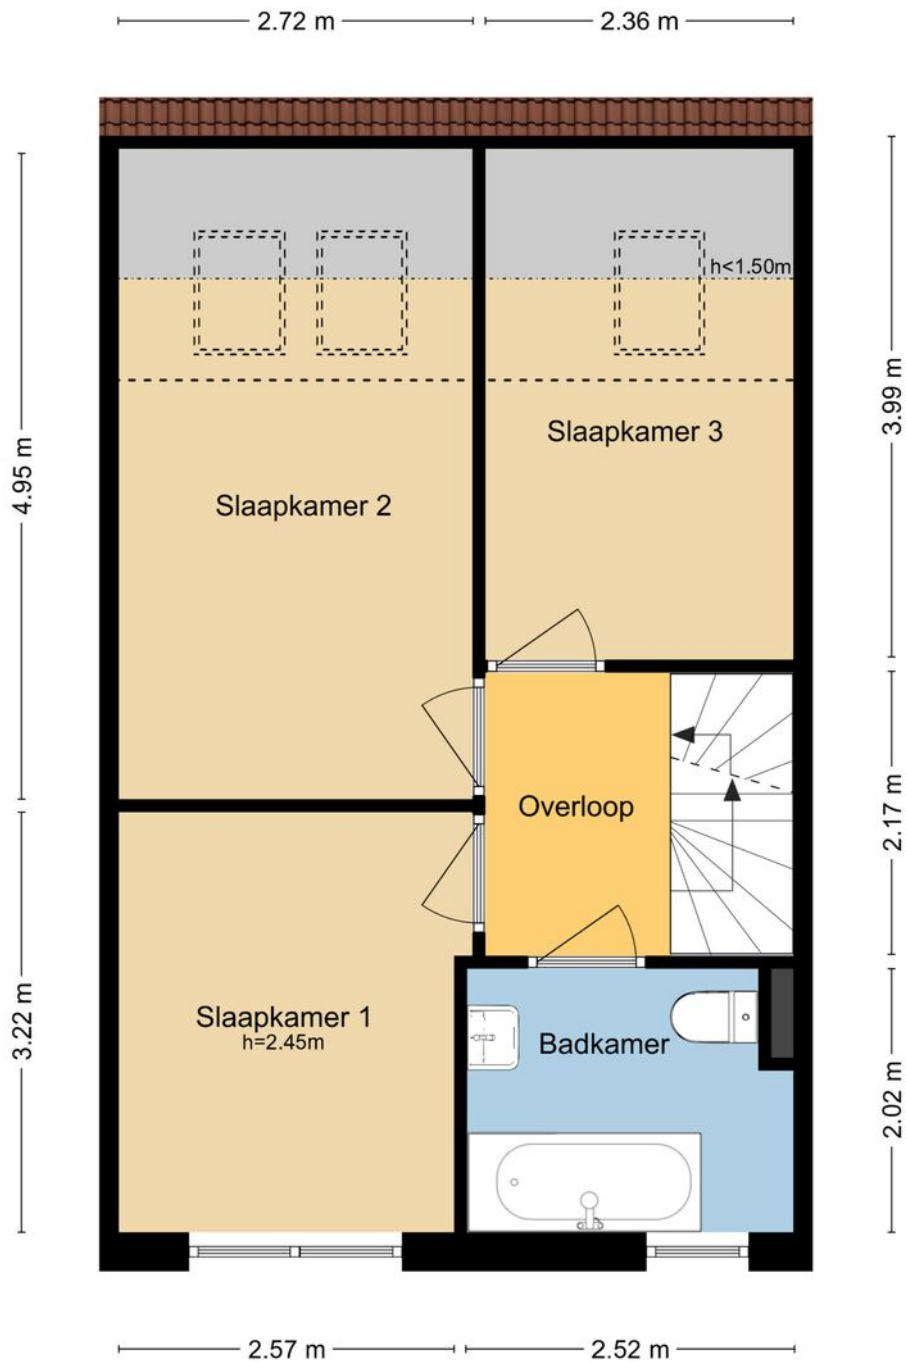 2.72 m
2.36 m
h<1.50m
3.99 m
Slaapkamer 3
4.95 m
Slaapkamer 2
Overloop
2.17 m
Slaapkamer 1
h=2.45m
3.22 m
Badkamer
2.02 m
2.57 m
2.52 m